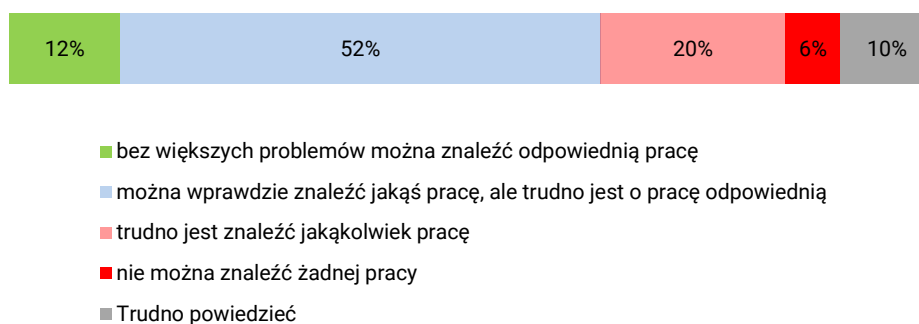 12% 52% 20% 6% 10%
bez większych problemów można znaleźć odpowiednią pracę
można wprawdzie znaleźć jakąś pracę, ale trudno jest o pracę odpowiednią
trudno jest znaleźć jakąkolwiek pracę
nie można znaleźć żadnej pracy
Trudno powiedzieć